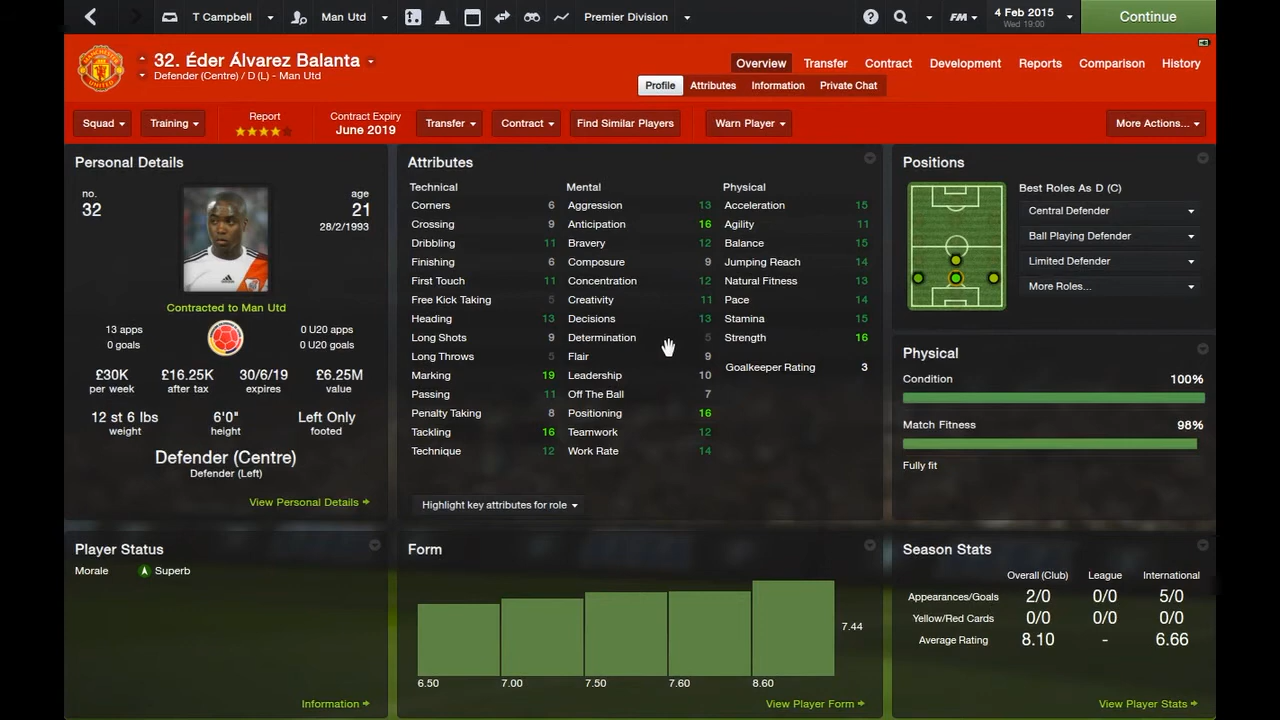 T Campbell
Man Utd
Premier Division
FM
4 Feb 2015
Wed 19:00
Continue
32. Éder Álvarez Balanta
Defender (Centre) / D (L) - Man Utd
Overview Transfer Contract Development Reports Comparison History
Profile Attributes Information Private Chat
Squad
Training
Report
Contract Expiry
June 2019
Transfer
Contract
Find Similar Players
Warn Player
More Actions...
Personal Details
no.
32
age
21
28/2/1993
Contracted to Man Utd
13 apps
0 goals
0 U20 apps
0 U20 goals
£30K
per week
£16.25K
after tax
30/6/19
expires
£6.25M
value
12 st 6 lbs
weight
6'0"
height
Left Only
footed
Defender (Centre)
Defender (Left)
View Personal Details
Attributes
Technical Mental Physical
Corners 6 Aggression 13 Acceleration 15
Crossing 9 Anticipation 16 Agility 11
Dribbling 11 Bravery 12 Balance 15
Finishing 6 Composure 9 Jumping Reach 14
First Touch 11 Concentration 12 Natural Fitness 13
Free Kick Taking 5 Creativity 11 Pace 14
Heading 13 Decisions 13 Stamina 15
Long Shots 9 Determination 5 Strength 16
Long Throws 5 Flair 9
Goalkeeper Rating 3
Marking 19 Leadership 10
Passing 11 Off The Ball 7
Penalty Taking 8 Positioning 16
Tackling 16 Teamwork 12
Technique 12 Work Rate 14
Highlight key attributes for role
Positions
Best Roles As D (C)
Central Defender
Ball Playing Defender
Limited Defender
More Roles...
Physical
Condition 100%
Match Fitness 98%
Fully fit
Player Status
Morale Superb
Information
Form
7.44
6.50 7.00 7.50 7.60 8.60
View Player Form
Season Stats
Overall (Club) League International
Appearances/Goals 2/0 0/0 5/0
Yellow/Red Cards 0/0 0/0 0/0
Average Rating 8.10 - 6.66
View Player Stats